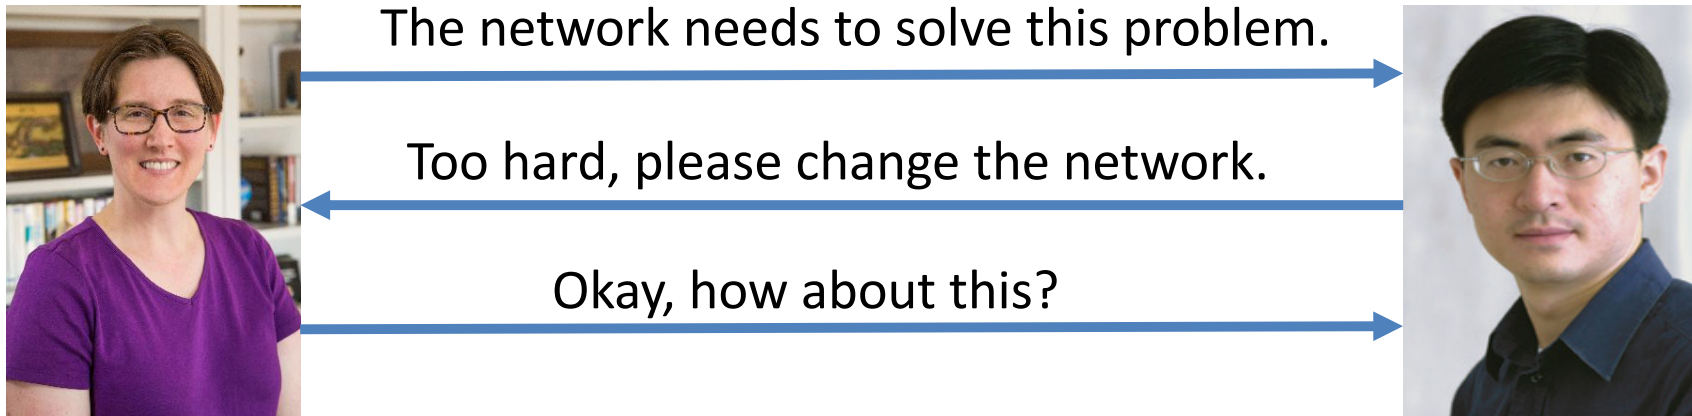 The network needs to solve this problem.
Too hard, please change the network.
Okay, how about this?